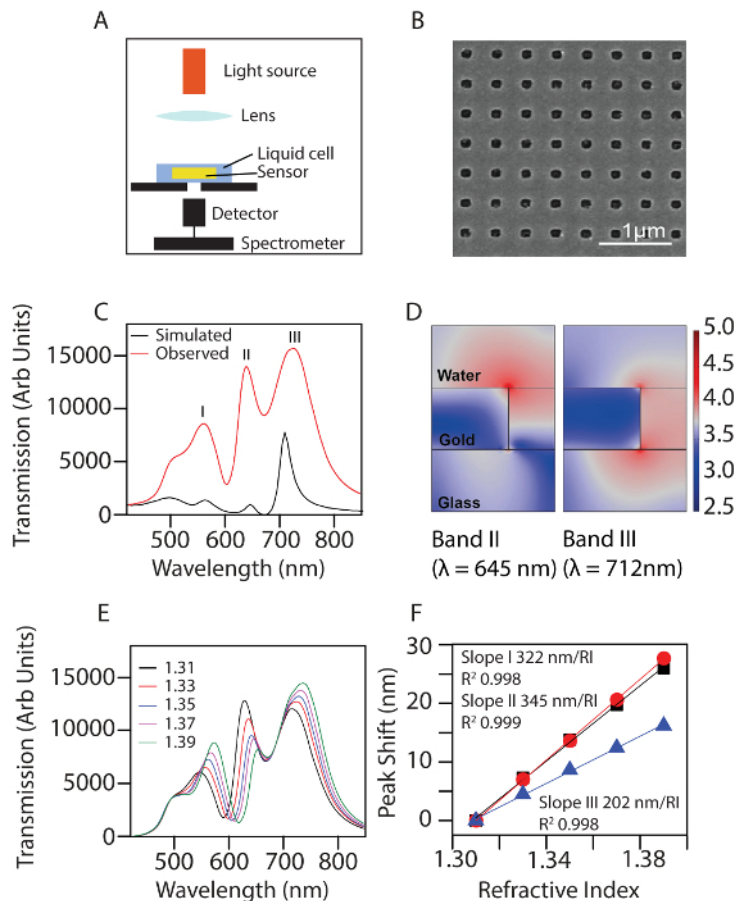 A
Light source
Lens
Liquid cell
Sensor
Detector
Spectrometer
B
1µm
C
Transmission (Arb Units)
15000
10000
5000
0
Simulated
Observed
I
II
III
500 600 700 800
Wavelength (nm)
D
Water
Gold
Glass
5.0
4.5
4.0
3.5
3.0
2.5
Band II
(λ = 645 nm)
Band III
(λ = 712nm)
E
Transmission (Arb Units)
15000
10000
5000
0
1.31
1.33
1.35
1.37
1.39
500 600 700 800
Wavelength (nm)
F
Peak Shift (nm)
30
20
10
0
Slope I 322 nm/RI
R² 0.998
Slope II 345 nm/RI
R² 0.999
Slope III 202 nm/RI
R² 0.998
1.30 1.34 1.38
Refractive Index